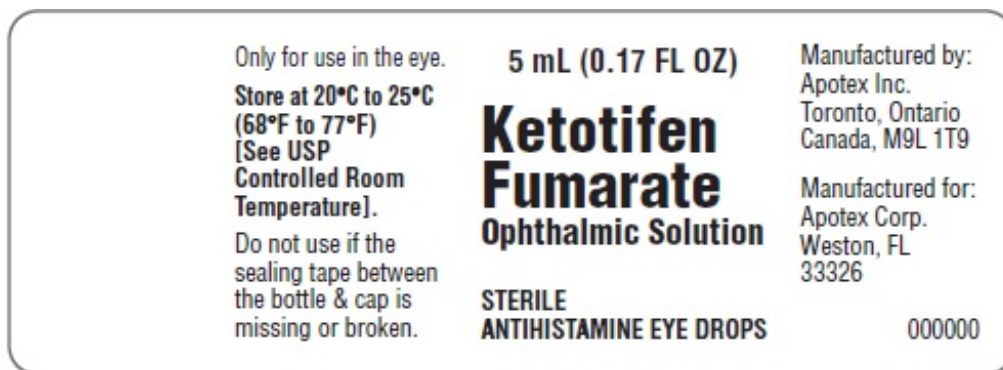 Only for use in the eye.
Store at 20°C to 25°C
(68°F to 77°F)
[See USP
Controlled Room
Temperature].
Do not use if the
sealing tape between
the bottle & cap is
missing or broken.
5 mL (0.17 FL OZ)
Ketotifen
Fumarate
Ophthalmic Solution
STERILE
ANTIHISTAMINE EYE DROPS
Manufactured by:
Apotex Inc.
Toronto, Ontario
Canada, M9L 1T9
Manufactured for:
Apotex Corp.
Weston, FL
33326
000000